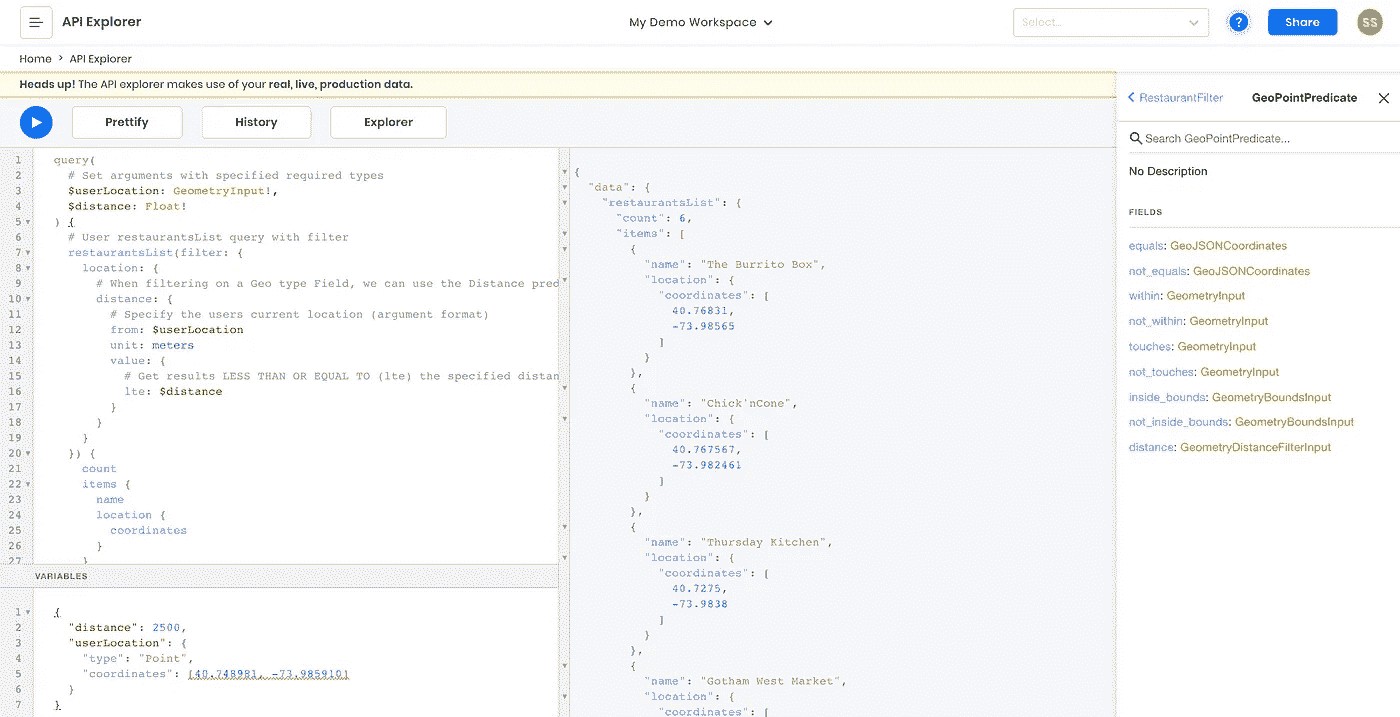 API Explorer
My Demo Workspace
Select...
?
Share
SS
Home > API Explorer
Heads up! The API explorer makes use of your real, live, production data.
Prettify
History
Explorer
1 query(
2 # Set arguments with specified required types
3 $userLocation: GeometryInput!,
4 $distance: Float!
5 ) {
6 # User restaurantsList query with filter
7 restaurantsList(filter: {
8 location: {
9 # When filtering on a Geo type Field, we can use the Distance pred
10 distance: {
11 # Specify the users current location (argument format)
12 from: $userLocation
13 unit: meters
14 value: {
15 # Get results LESS THAN OR EQUAL TO (lte) the specified distan
16 lte: $distance
17 }
18 }
19 }
20 }) {
21 count
22 items {
23 name
24 location {
25 coordinates
26 }
27 }
VARIABLES
1 {
2 "distance": 2500,
3 "userLocation": {
4 "type": "Point",
5 "coordinates": [40.748981, -73.985910]
6 }
7 }
{
"data": {
"restaurantsList": {
"count": 6,
"items": [
{
"name": "The Burrito Box",
"location": {
"coordinates": [
40.76831,
-73.98565
]
}
},
{
"name": "Chick'nCone",
"location": {
"coordinates": [
40.767567,
-73.982461
]
}
},
{
"name": "Thursday Kitchen",
"location": {
"coordinates": [
40.7275,
-73.9838
]
}
},
{
"name": "Gotham West Market",
"location": {
"coordinates": [
RestaurantFilter
GeoPointPredicate
Search GeoPointPredicate...
No Description
FIELDS
equals: GeoJSONCoordinates
not_equals: GeoJSONCoordinates
within: GeometryInput
not_within: GeometryInput
touches: GeometryInput
not_touches: GeometryInput
inside_bounds: GeometryBoundsInput
not_inside_bounds: GeometryBoundsInput
distance: GeometryDistanceFilterInput